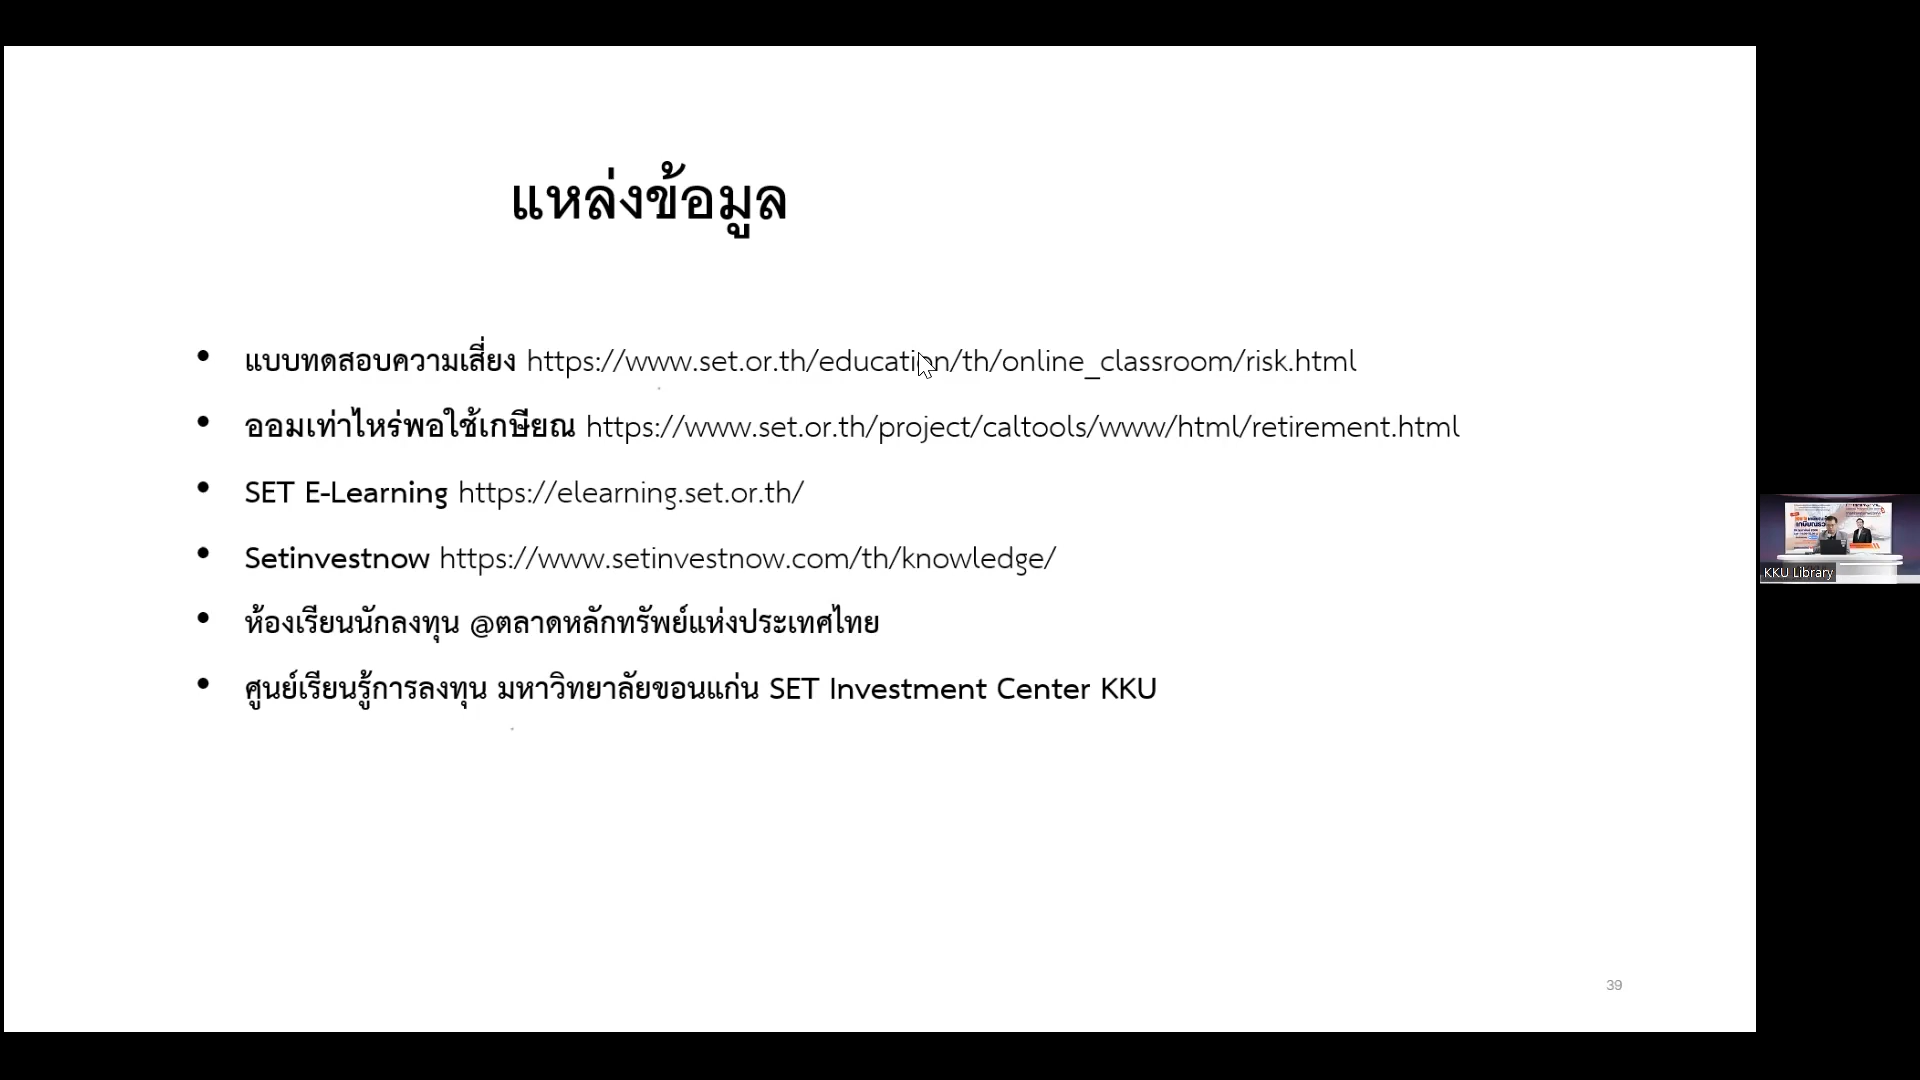 แหล่งข้อมูล
• แบบทดสอบความเสี่ยง https://www.set.or.th/education/th/online_classroom/risk.html
• ออมเท่าไหร่พอใช้เกษียณ https://www.set.or.th/project/caltools/www/html/retirement.html
• SET E-Learning https://elearning.set.or.th/
• Setinvestnow https://www.setinvestnow.com/th/knowledge/
• ห้องเรียนนักลงทุน @ตลาดหลักทรัพย์แห่งประเทศไทย
• ศูนย์เรียนรู้การลงทุน มหาวิทยาลัยขอนแก่น SET Investment Center KKU
39
KKU Library